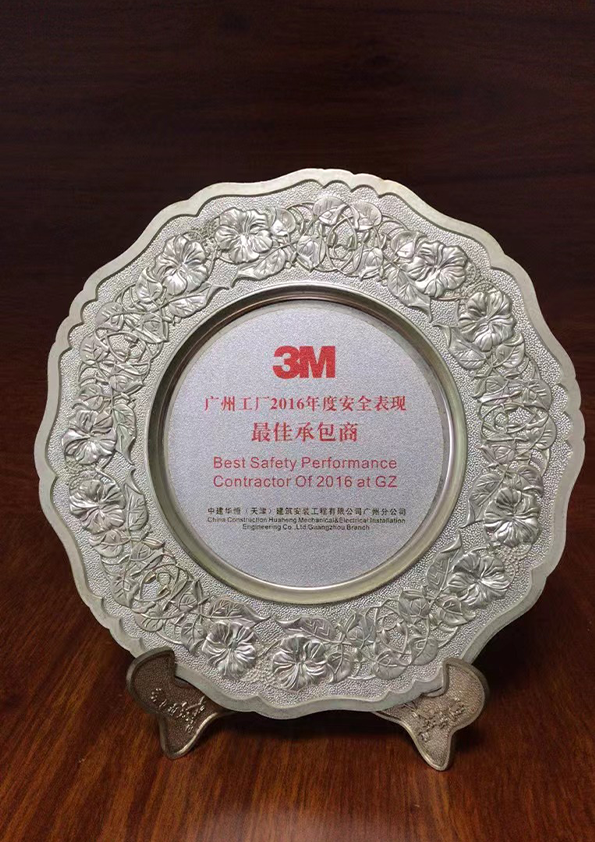 3M
广州工厂2016年度安全表现
最佳承包商
Best Safety Performance
Contractor Of 2016 at GZ
中建华恒（天津）建筑安装工程有限公司广州分公司
China Construction Huaheng Mechanical&Electrical Installation
Engineering Co.,Ltd Guangzhou Branch